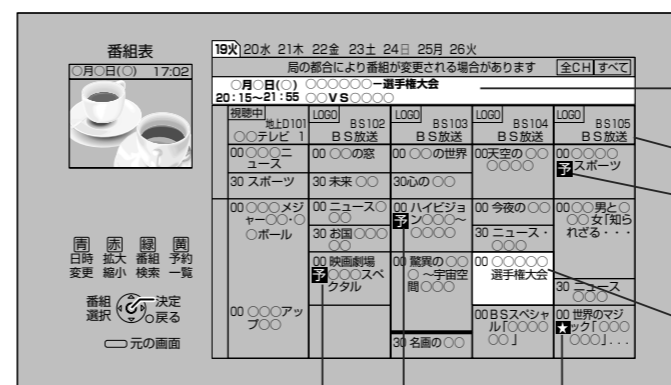 番組表
○月○日(○) 17:02
19火 20水 21木 22金 23土 24日 25月 26火
局の都合により番組が変更される場合があります 全CH すべて
○月○日(○) ○○○○○○ー選手権大会
20:15~21:55 ○○VS○○○○
視聴中
地上D101
○○テレビ 1
LOGO
BS102
BS放送
LOGO
BS103
BS放送
LOGO
BS104
BS放送
LOGO
BS105
BS放送
00○○○ニ
ュース
30 スポーツ
00○○○メジ
ャー○○・○
○ボール
00○○○アッ
プ○○
00 ○○の窓
30 未来 ○○
00 ニュース○
○○
30 お国○○○
○○
00 映画劇場
予○○○スペ
クタル
00 ○○の世界
30心の ○○
00 ハイビジョ
予ン○○○~
○○○○
00 驚異の○○
○ ~宇宙空
間○○○
30 名画の○○
00天空の ○○
○○○○
00 今夜の○○
30 ニュース・
○○○
00 ○○○○○
選手権大会
00BSスペシャ
ル「○○○○
○○」
00○○○○
予スポーツ
00○○男と○
○○女「知ら
れざる・・・
30 ニュース
○○○
00 世界のマジ
★ック「○○○
○○○」...
青 赤 緑 黄
日時 拡大 番組 予約
変更 縮小 検索 一覧
番組
選択
決定
戻る
元の画面